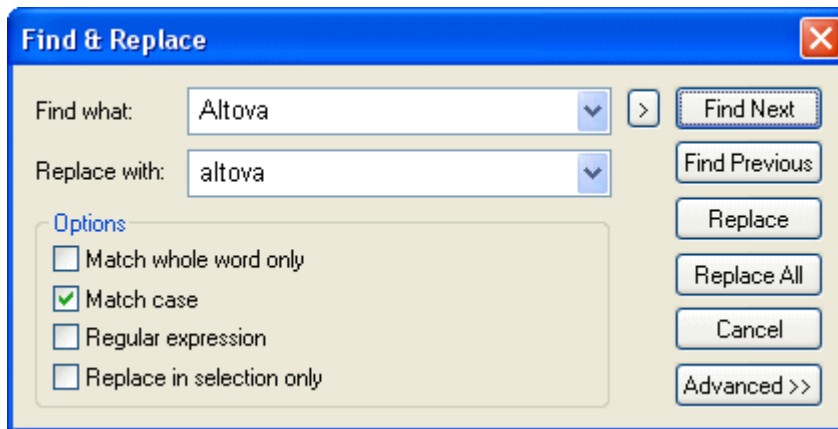 Find & Replace
Find what: Altova > Find Next
Replace with: altova Find Previous
Options
Replace
Match whole word only
Replace All
Match case
Regular expression
Cancel
Replace in selection only
Advanced >>